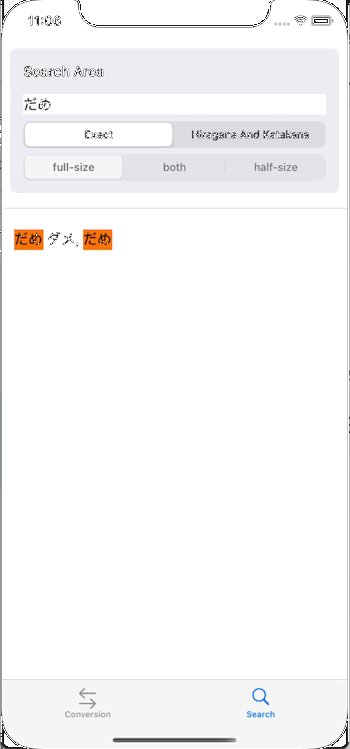 11:06
Search Area
だめ
Exact Hiragana And Katakana
full-size both half-size
だめ ダメ, だめ
Conversion Search